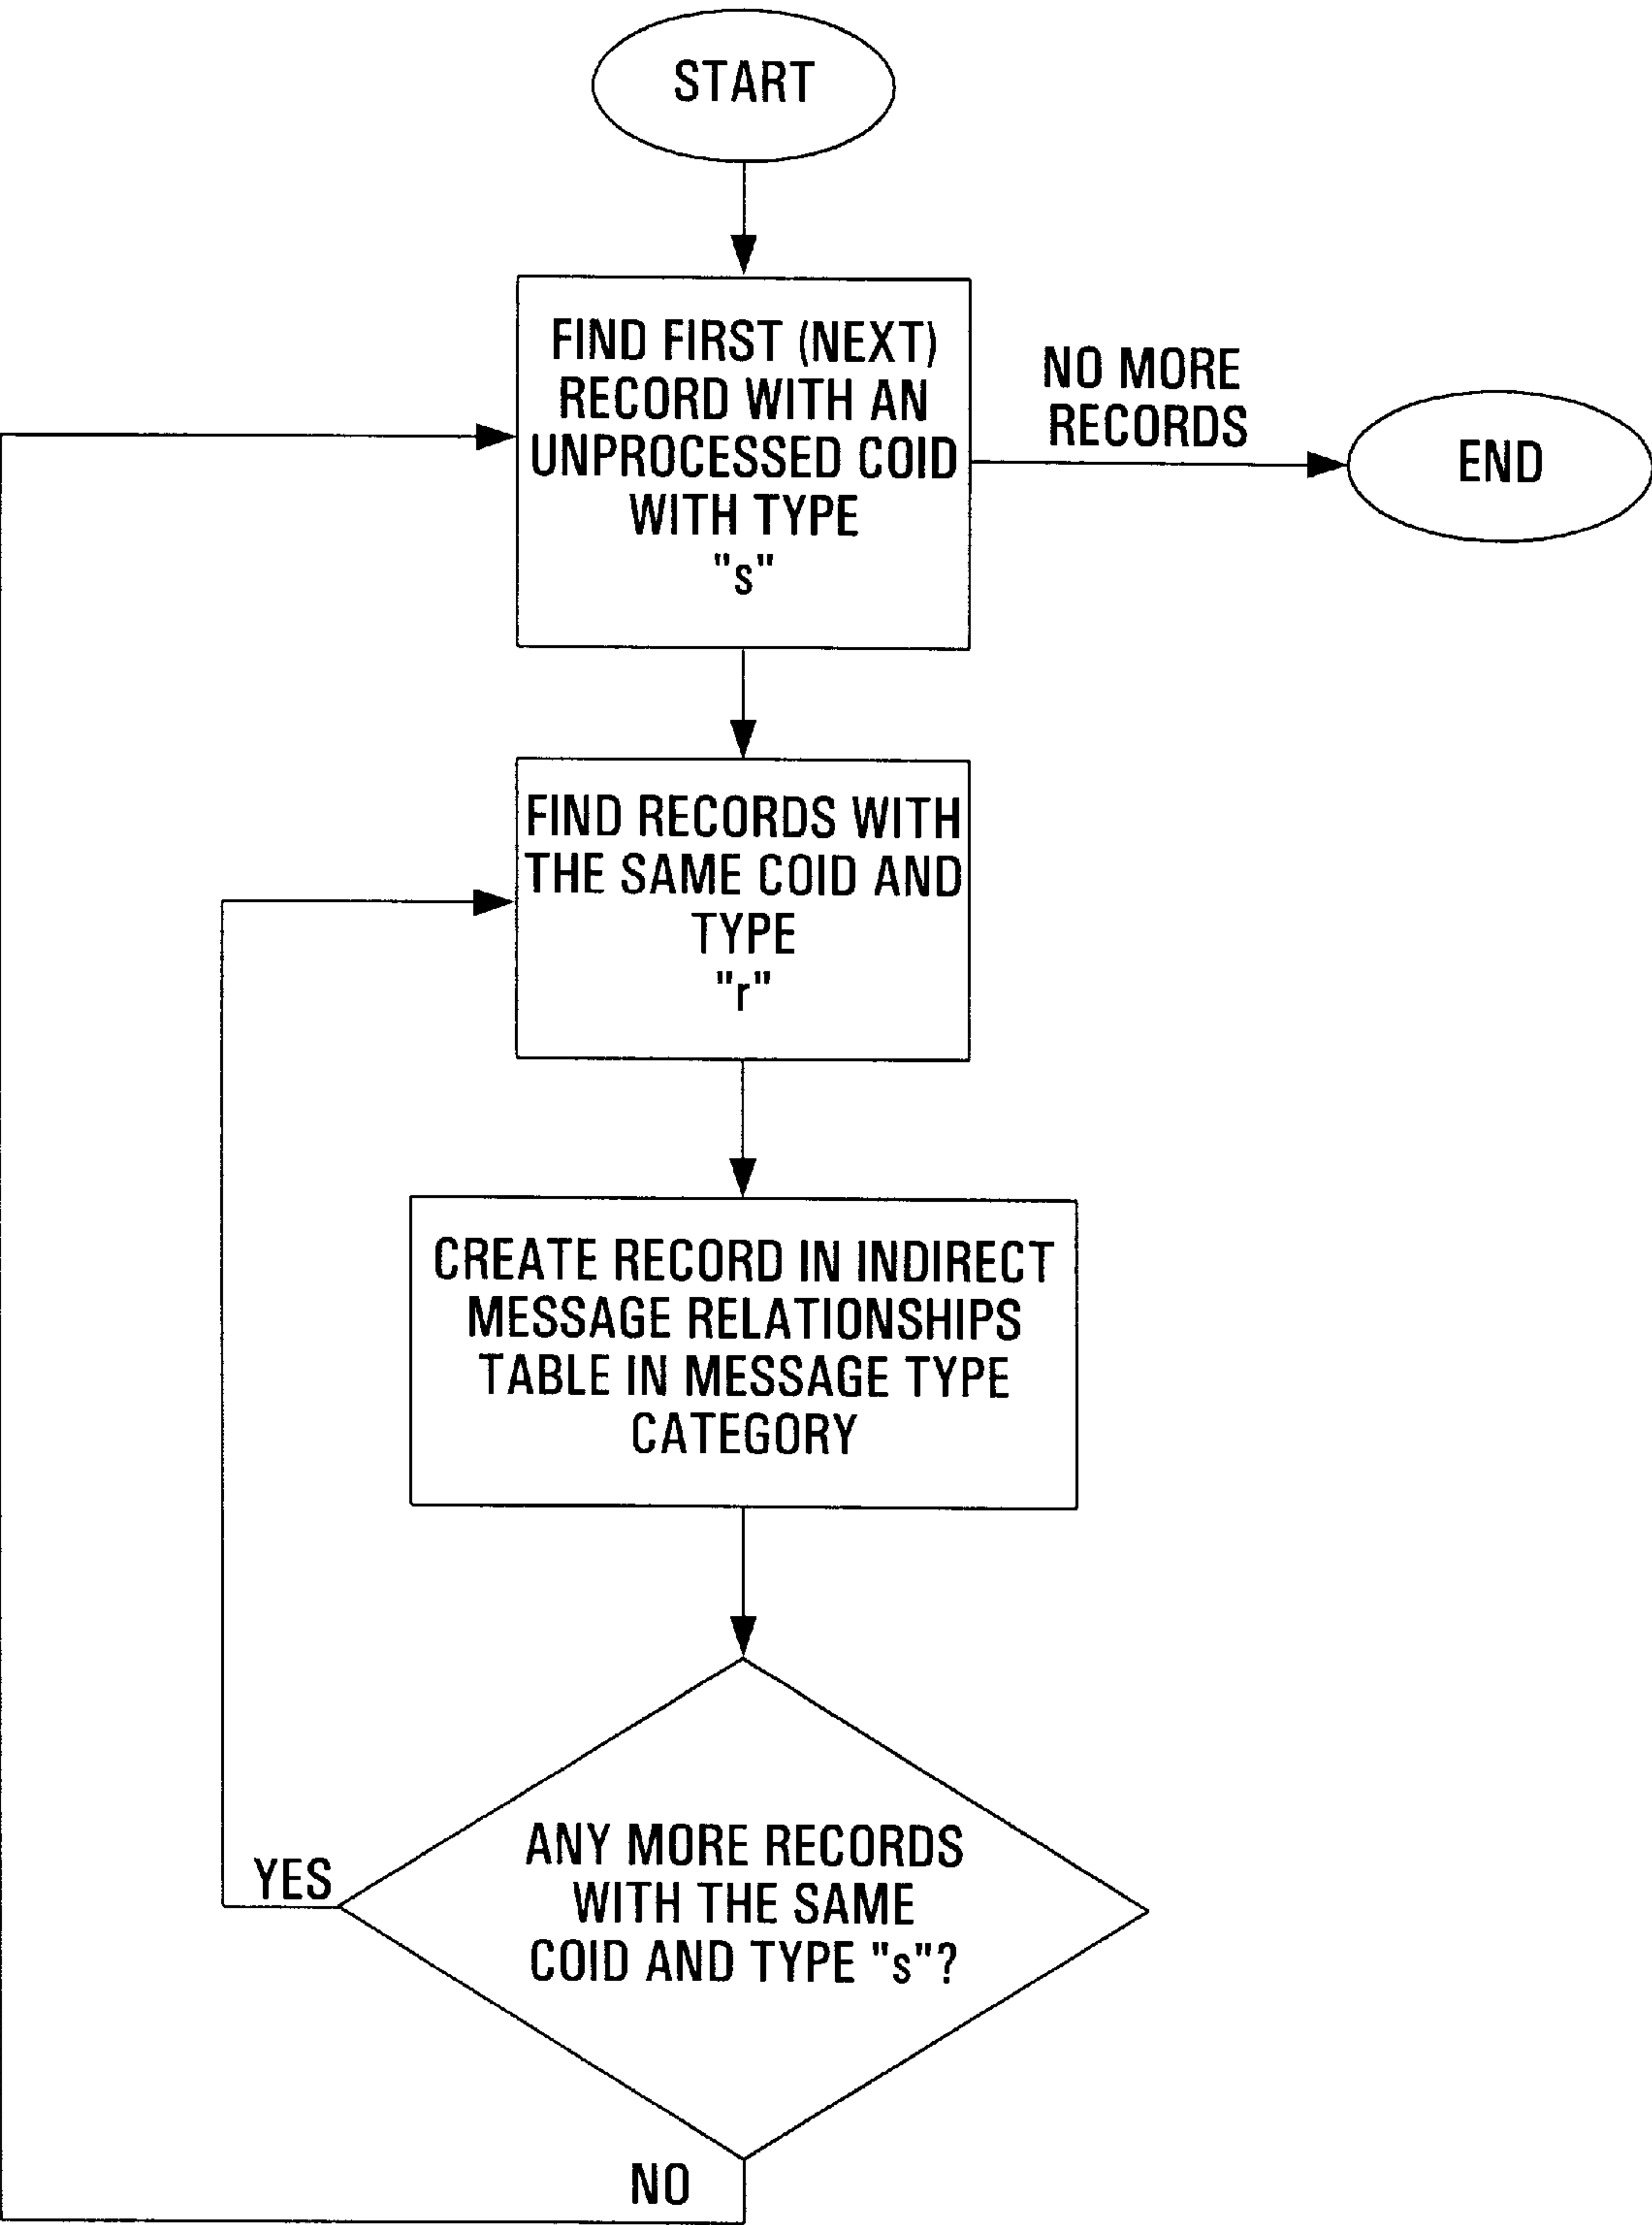 START
FIND FIRST (NEXT)
RECORD WITH AN
UNPROCESSED COID
WITH TYPE
"s"
NO MORE
RECORDS
END
FIND RECORDS WITH
THE SAME COID AND
TYPE
"r"
CREATE RECORD IN INDIRECT
MESSAGE RELATIONSHIPS
TABLE IN MESSAGE TYPE
CATEGORY
ANY MORE RECORDS
WITH THE SAME
COID AND TYPE "s"?
YES
NO